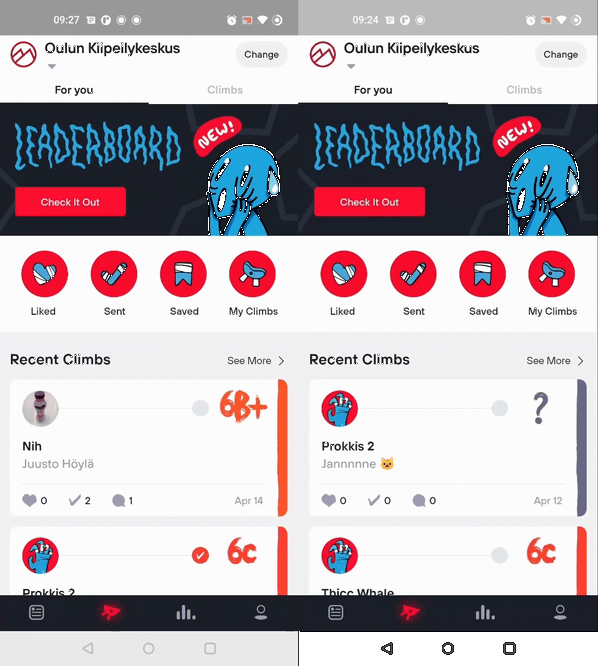 09:27
Oulun Kiipeilykeskus
Change
For you
Climbs
LEADERBOARD
NEW!
Check It Out
Liked
Sent
Saved
My Climbs
Recent Climbs
See More
6B+
Nih
Juusto Höylä
0
2
1
Apr 14
6c
Prokkis 2
09:24
Oulun Kiipeilykeskus
Change
For you
Climbs
LEADERBOARD
NEW!
Check It Out
Liked
Sent
Saved
My Climbs
Recent Climbs
See More
?
Prokkis 2
Jannnnne 🐱
0
0
0
Apr 12
6c
Thicc Whale